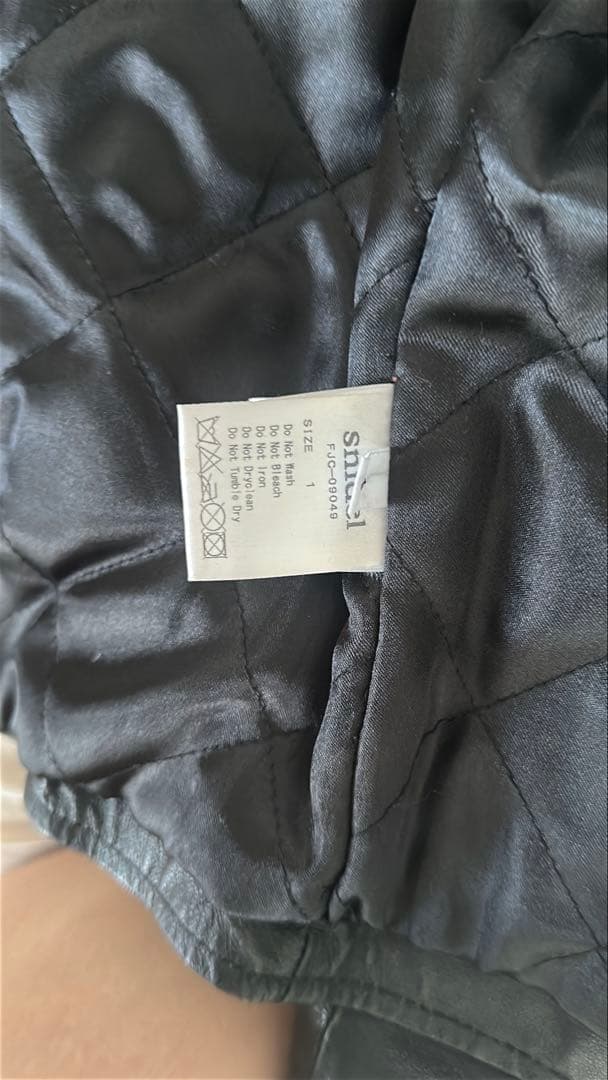 snidel
FJC-09049
SIZE 1
Do Not Wash
Do Not Bleach
Do Not Iron
Do Not Dryclean
Do Not Tumble Dry